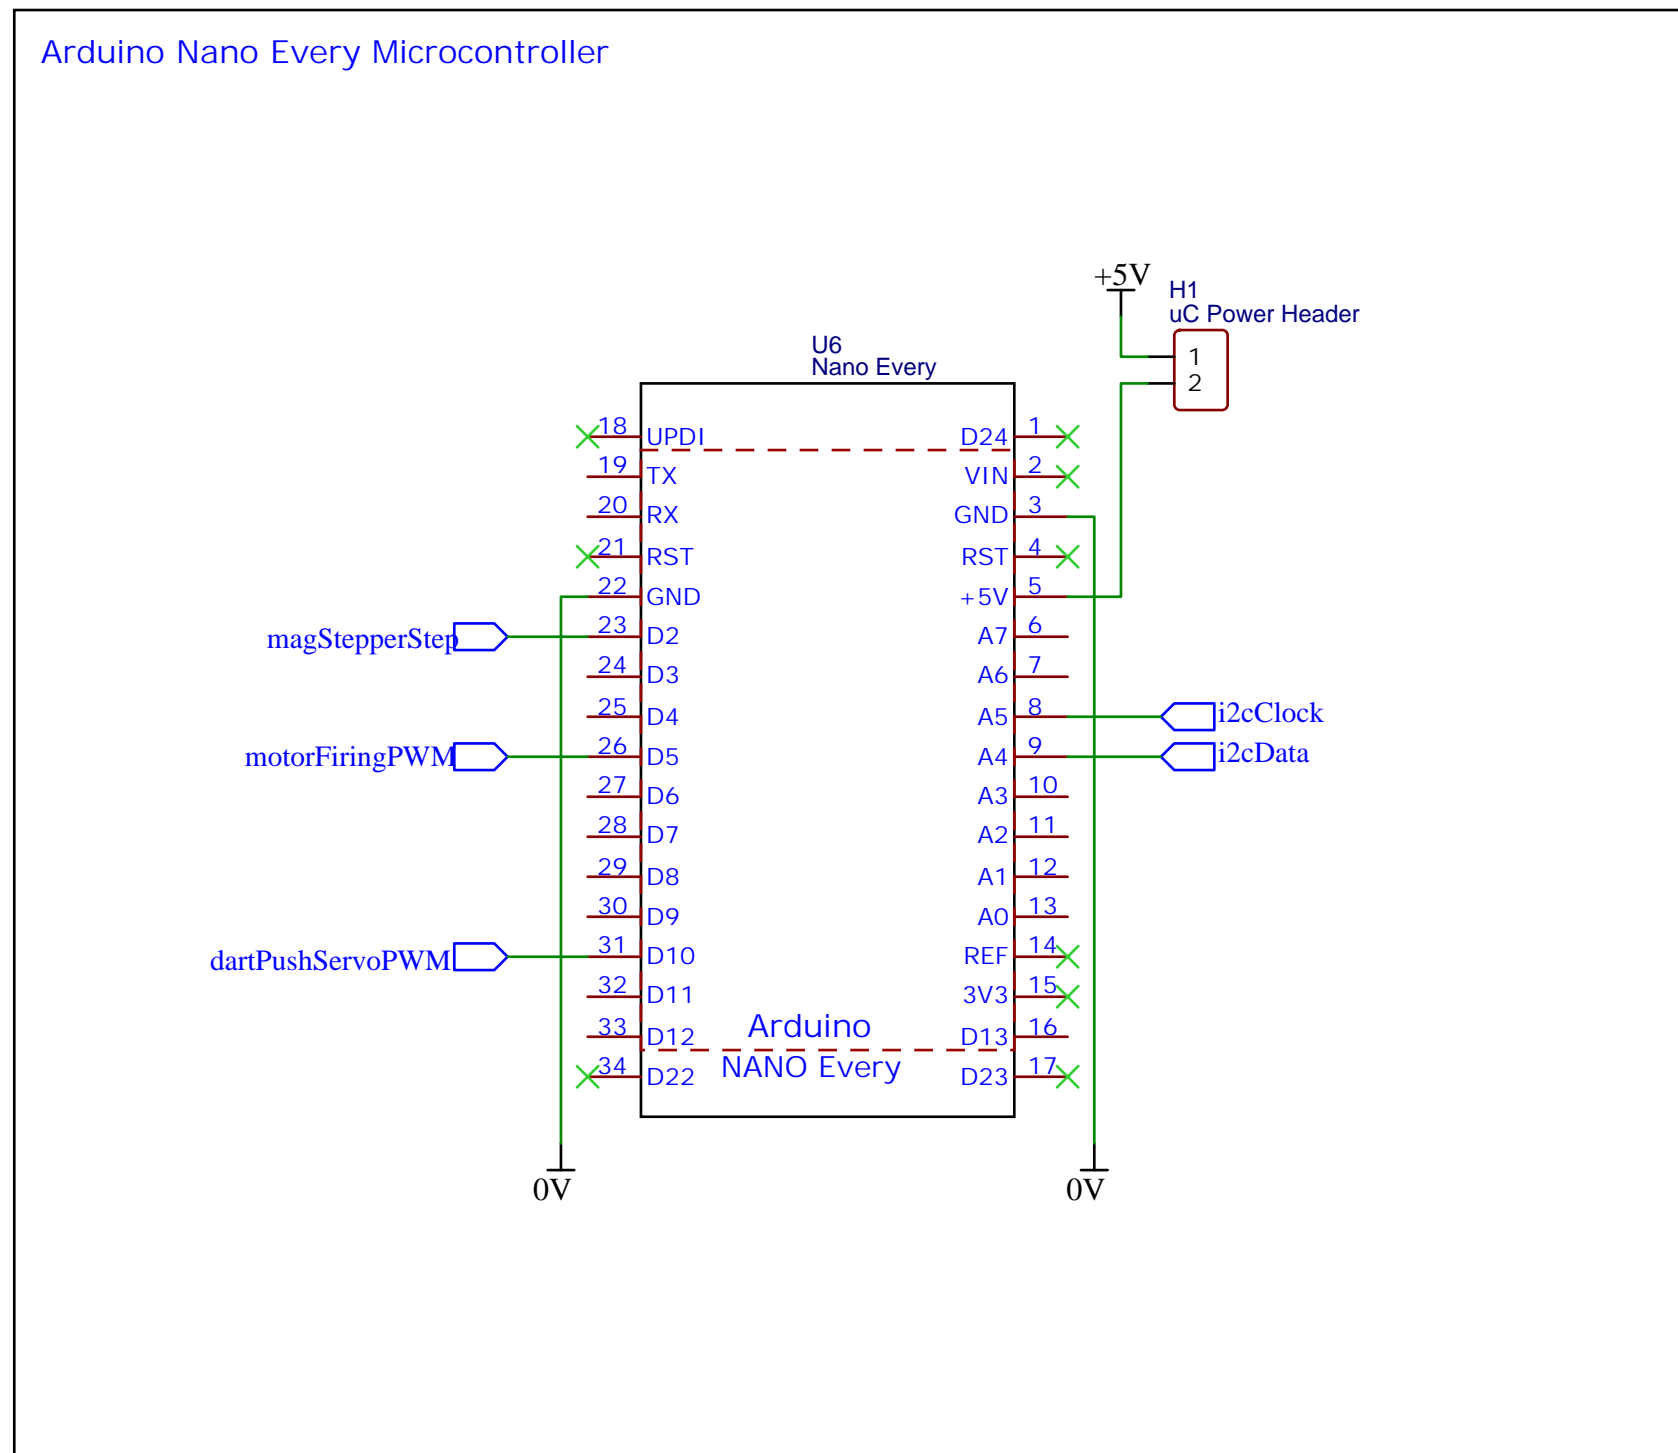 Arduino Nano Every Microcontroller
+5V
H1
uC Power Header
1
2
U6
Nano Every
18 UPDI D24 1
19 TX VIN 2
20 RX GND 3
21 RST RST 4
22 GND +5V 5
magStepperStep 23 D2 A7 6
24 D3 A6 7
25 D4 A5 8 i2cClock
motorFiringPWM 26 D5 A4 9 i2cData
27 D6 A3 10
28 D7 A2 11
29 D8 A1 12
30 D9 A0 13
dartPushServoPWM 31 D10 REF 14
32 D11 3V3 15
33 D12 Arduino D13 16
34 D22 NANO Every D23 17
0V 0V